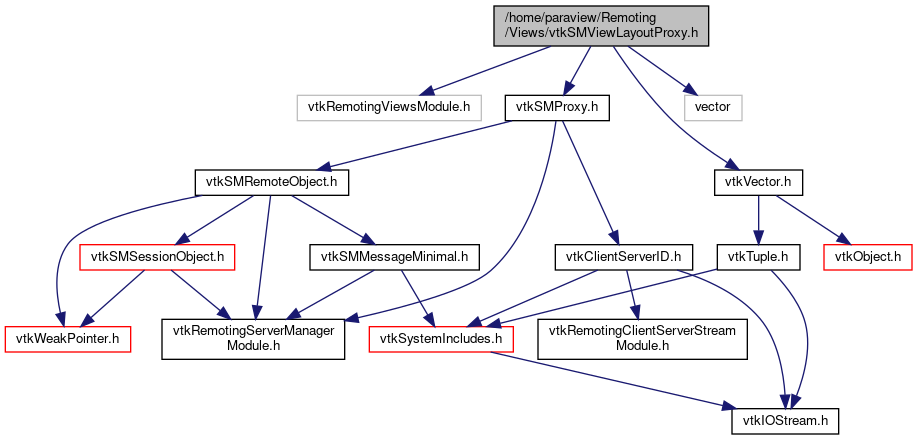 /home/paraview/Remoting
/Views/vtkSMViewLayoutProxy.h
vtkRemotingViewsModule.h
vtkSMProxy.h
vector
vtkSMRemoteObject.h
vtkVector.h
vtkSMSessionObject.h
vtkSMMessageMinimal.h
vtkClientServerID.h
vtkTuple.h
vtkObject.h
vtkWeakPointer.h
vtkRemotingServerManager
Module.h
vtkSystemIncludes.h
vtkRemotingClientServerStream
Module.h
vtkIOStream.h